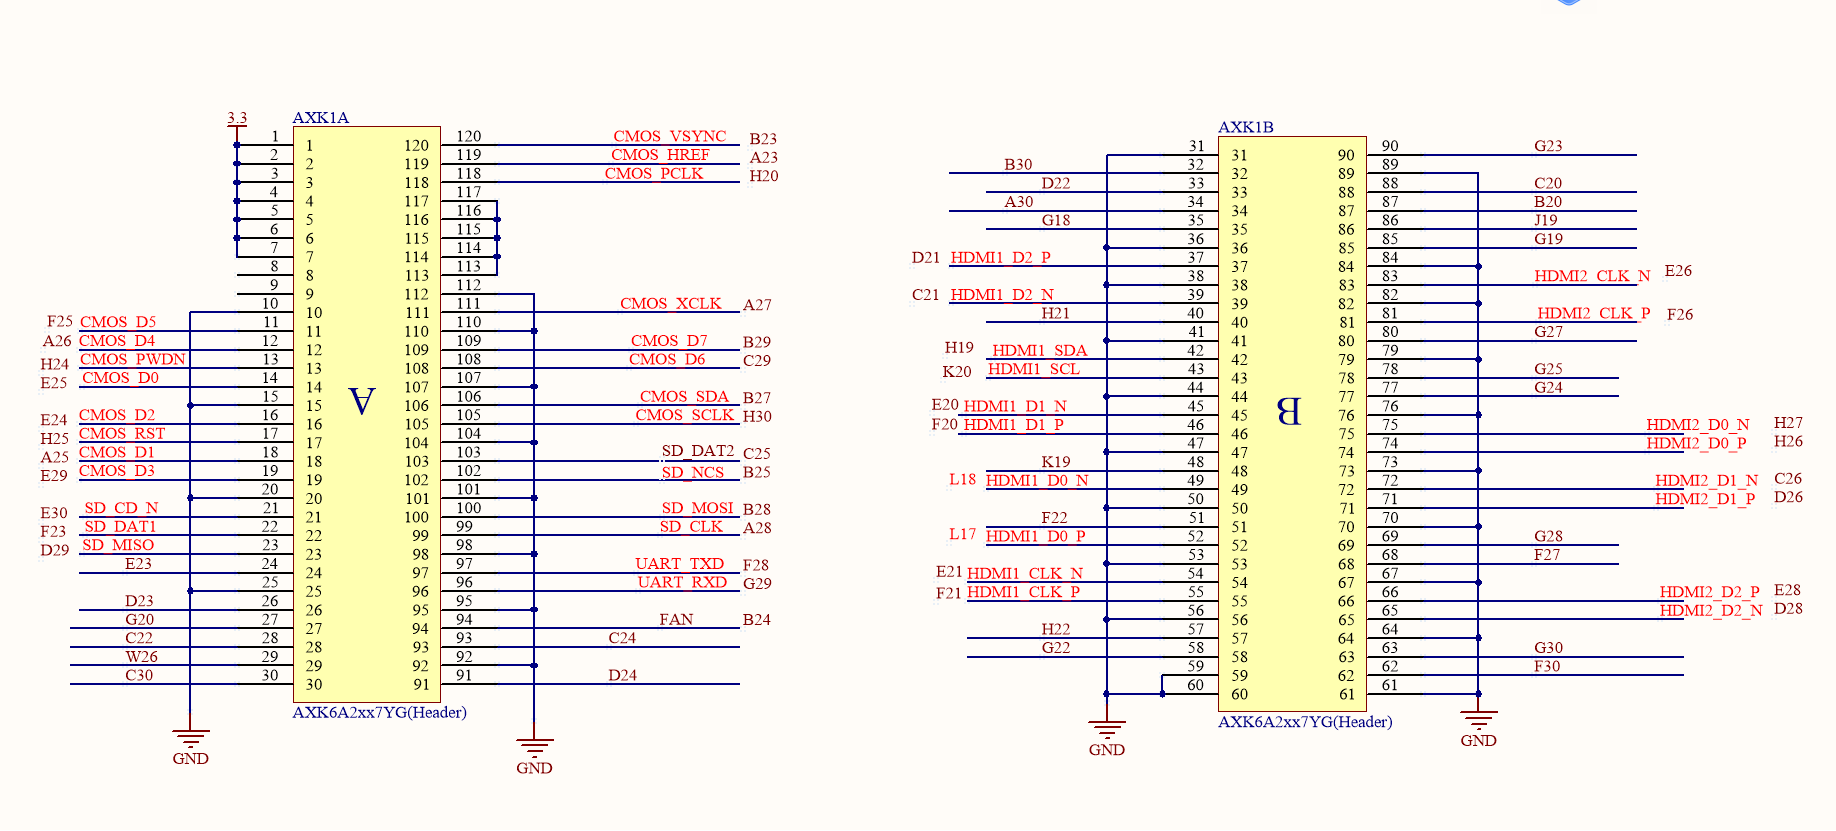 3.3
AXK1A
1 1 120 120 CMOS_VSYNC B23
2 2 119 119 CMOS_HREF A23
3 3 118 118 CMOS_PCLK H20
4 4 117 117
5 5 116 116
6 6 115 115
7 7 114 114
8 8 113 113
9 9 112 112
10 10 111 111 CMOS_XCLK A27
F25 CMOS_D5 11 11 110 110
A26 CMOS_D4 12 12 109 109 CMOS_D7 B29
H24 CMOS_PWDN 13 13 108 108 CMOS_D6 C29
E25 CMOS_D0 14 14 107 107
15 15 106 106 CMOS_SDA B27
E24 CMOS_D2 16 16 105 105 CMOS_SCLK H30
H25 CMOS_RST 17 17 104 104
A25 CMOS_D1 18 18 103 103 SD_DAT2 C25
E29 CMOS_D3 19 19 102 102 SD_NCS B25
20 20 101 101
E30 SD_CD_N 21 21 100 100 SD_MOSI B28
F23 SD_DAT1 22 22 99 99 SD_CLK A28
D29 SD_MISO 23 23 98 98
E23 24 24 97 97 UART_TXD F28
25 25 96 96 UART_RXD G29
D23 26 26 95 95
G20 27 27 94 94 FAN B24
C22 28 28 93 93 C24
W26 29 29 92 92
C30 30 30 91 91 D24
A
AXK6A2xx7YG(Header)
GND
GND
AXK1B
31 31 90 90 G23
B30 32 32 89 89
D22 33 33 88 88 C20
A30 34 34 87 87 B20
G18 35 35 86 86 J19
36 36 85 85 G19
D21 HDMI1_D2_P 37 37 84 84
38 38 83 83 HDMI2_CLK_N E26
C21 HDMI1_D2_N 39 39 82 82
H21 40 40 81 81 HDMI2_CLK_P F26
41 41 80 80 G27
H19 HDMI1_SDA 42 42 79 79
K20 HDMI1_SCL 43 43 78 78 G25
44 44 77 77 G24
E20 HDMI1_D1_N 45 45 76 76
F20 HDMI1_D1_P 46 46 75 75 HDMI2_D0_N H27
47 47 74 74 HDMI2_D0_P H26
K19 48 48 73 73
L18 HDMI1_D0_N 49 49 72 72 HDMI2_D1_N C26
50 50 71 71 HDMI2_D1_P D26
F22 51 51 70 70
L17 HDMI1_D0_P 52 52 69 69 G28
53 53 68 68 F27
E21 HDMI1_CLK_N 54 54 67 67
F21 HDMI1_CLK_P 55 55 66 66 HDMI2_D2_P E28
56 56 65 65 HDMI2_D2_N D28
H22 57 57 64 64
G22 58 58 63 63 G30
59 59 62 62 F30
60 60 61 61
B
AXK6A2xx7YG(Header)
GND
GND